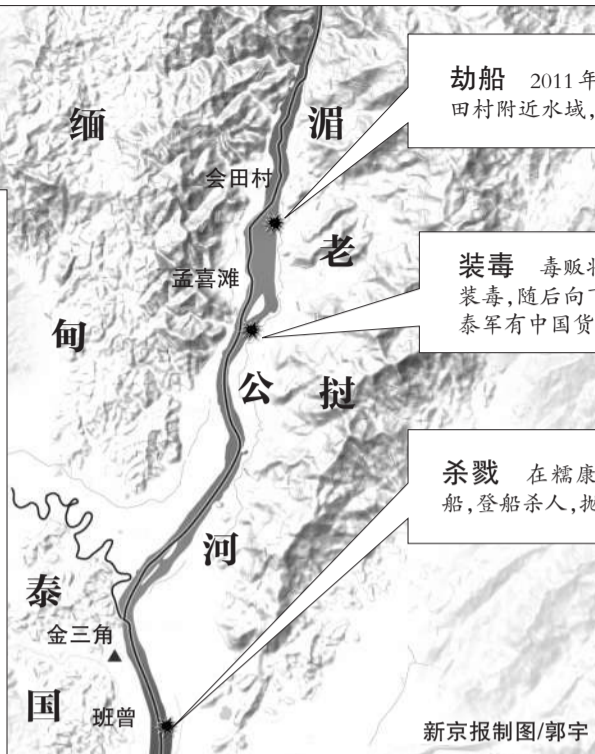 缅
甸
湄
公
河
老
挝
泰
国
会田村
孟喜滩
金三角
班曾
劫船 2011年
田村附近水域,
装毒 毒贩将
装毒,随后向下
泰军有中国货
杀戮 在糯康
船,登船杀人,抛
新京报制图/郭宇